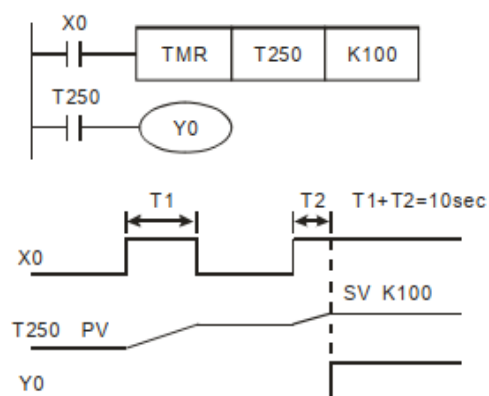 X0
TMR T250 K100
T250
Y0
T1 T2 T1+T2=10sec
X0
SV K100
T250 PV
Y0